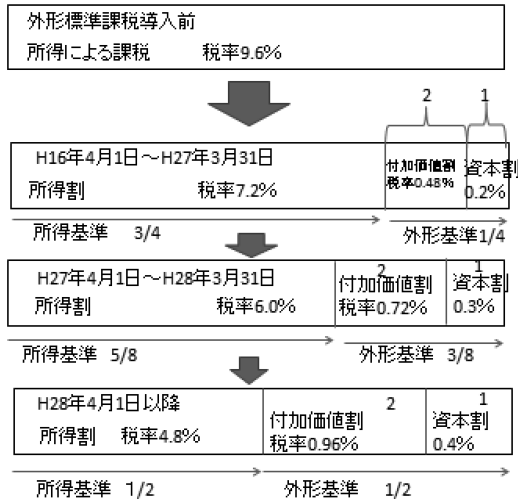 外形標準課税導入前
所得による課税 税率9.6%
2 1
H16年4月1日～H27年3月31日
所得割 税率7.2%
付加価値割
税率0.48%
資本割
0.2%
所得基準 3/4
外形基準1/4
H27年4月1日～H28年3月31日
所得割 税率6.0%
2
付加価値割
税率0.72%
1
資本割
0.3%
所得基準 5/8
外形基準 3/8
H28年4月1日以降
所得割 税率4.8%
2
付加価値割
税率0.96%
1
資本割
0.4%
所得基準 1/2
外形基準 1/2